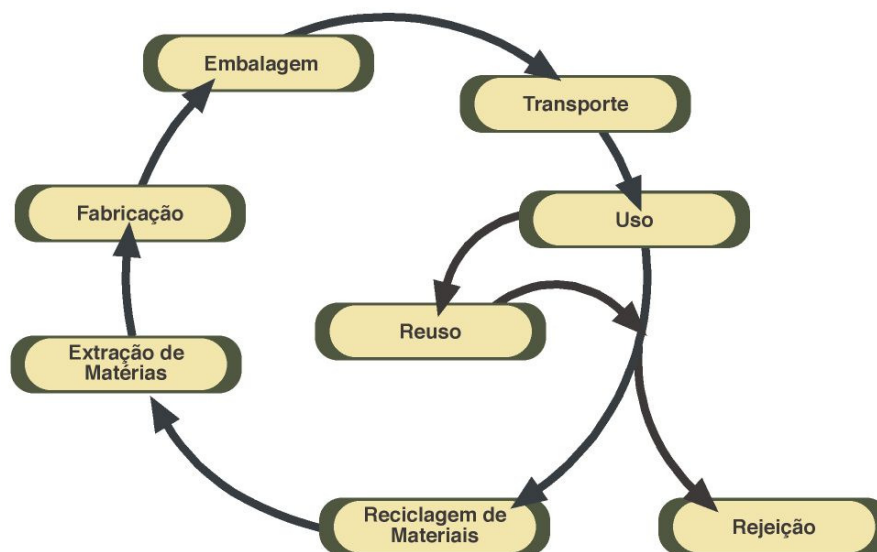 Embalagem
Transporte
Fabricação
Uso
Reuso
Extração de
Matérias
Reciclagem de
Materiais
Rejeição